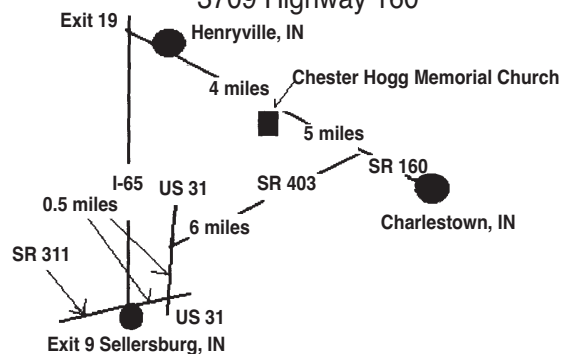 3709 Highway 160
Exit 19
Henryville, IN
4 miles
Chester Hogg Memorial Church
5 miles
SR 160
I-65
US 31
SR 403
0.5 miles
6 miles
Charlestown, IN
SR 311
US 31
Exit 9 Sellersburg, IN